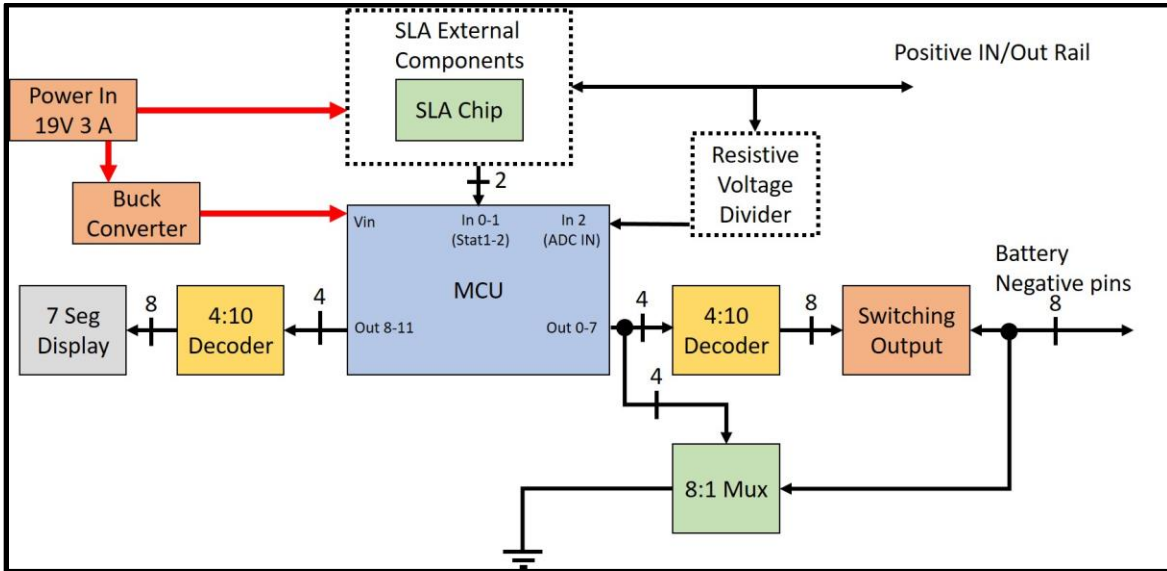 SLA External
Components
SLA Chip
Positive IN/Out Rail
Power In
19V 3 A
Resistive
Voltage
Divider
2
Buck
Converter
Vin
In 0-1
(Stat1-2)
In 2
(ADC IN)
MCU
Out 8-11
Out 0-7
7 Seg
Display
8
4:10
Decoder
4
4
4:10
Decoder
8
Switching
Output
Battery
Negative pins
8
4
8:1 Mux